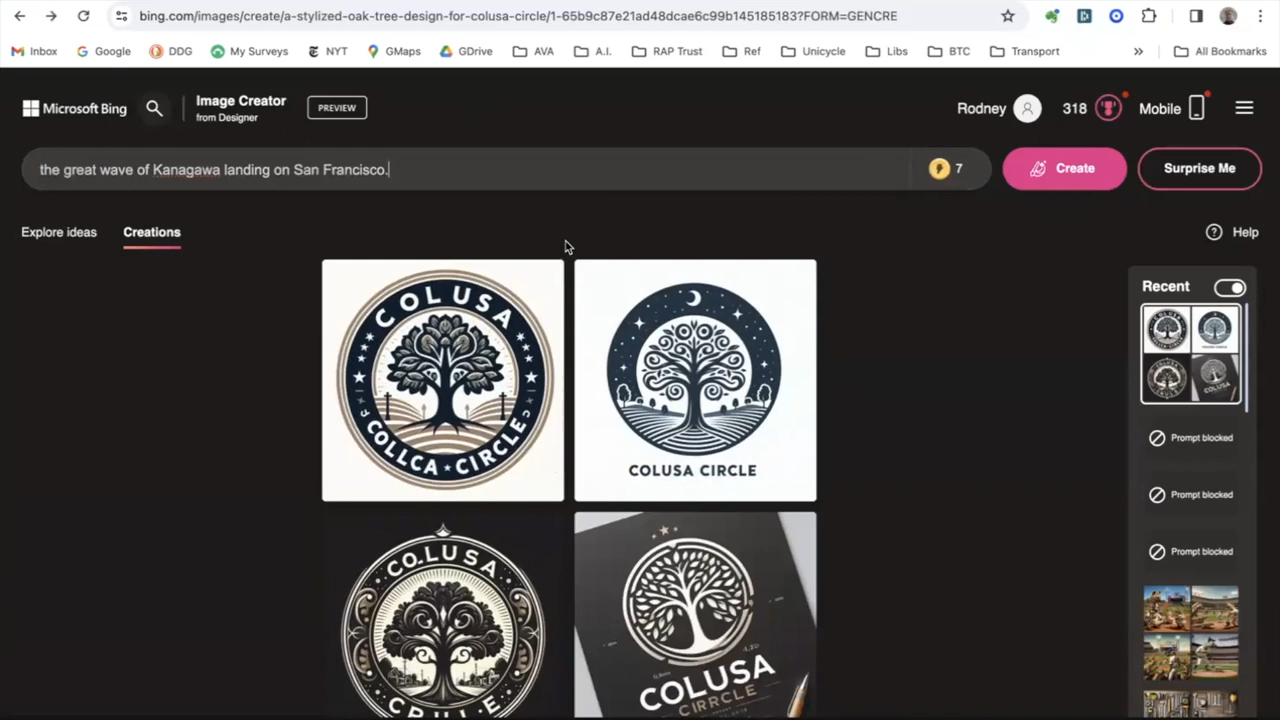 bing.com/images/create/a-stylized-oak-tree-design-for-colusa-circle/1-65b9c87e21ad48dcae6c99b145185183?FORM=GENCRE
Inbox Google DDG My Surveys NYT GMaps GDrive AVA A.I. RAP Trust Ref Unicycle Libs BTC Transport » All Bookmarks
Microsoft Bing
Image Creator
from Designer
PREVIEW
Rodney
318
Mobile
the great wave of Kanagawa landing on San Francisco.
7
Create
Surprise Me
Explore ideas
Creations
Help
COLUSA
COLLCA ★ CIRCLE
COLUSA CIRCLE
COLUSA
COLUSA
CIRRCLE
Recent
Prompt blocked
Prompt blocked
Prompt blocked